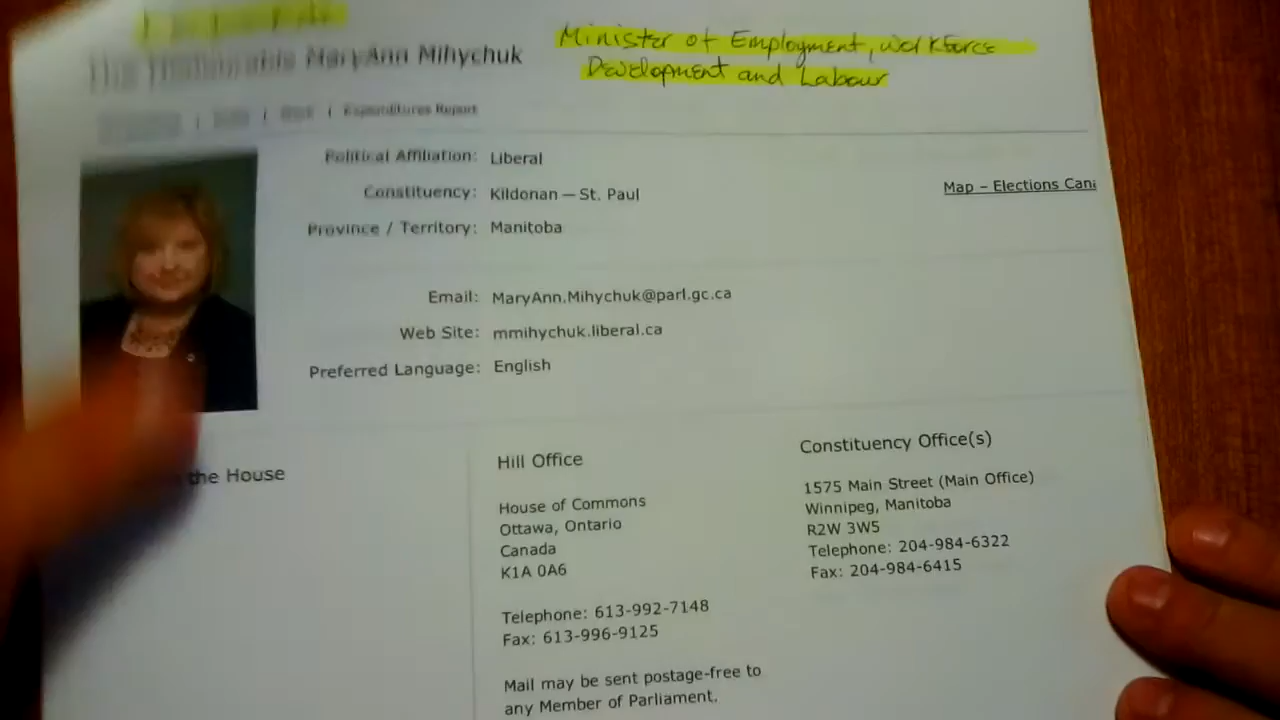 The Honourable MaryAnn Mihychuk
Minister of Employment, Workforce
Development and Labour
| | | Expenditures Report
Political Affiliation: Liberal
Constituency: Kildonan — St. Paul
Map – Elections Cana
Province / Territory: Manitoba
Email: MaryAnn.Mihychuk@parl.gc.ca
Web Site: mmihychuk.liberal.ca
Preferred Language: English
the House
Hill Office
House of Commons
Ottawa, Ontario
Canada
K1A 0A6
Telephone: 613-992-7148
Fax: 613-996-9125
Mail may be sent postage-free to
any Member of Parliament.
Constituency Office(s)
1575 Main Street (Main Office)
Winnipeg, Manitoba
R2W 3W5
Telephone: 204-984-6322
Fax: 204-984-6415